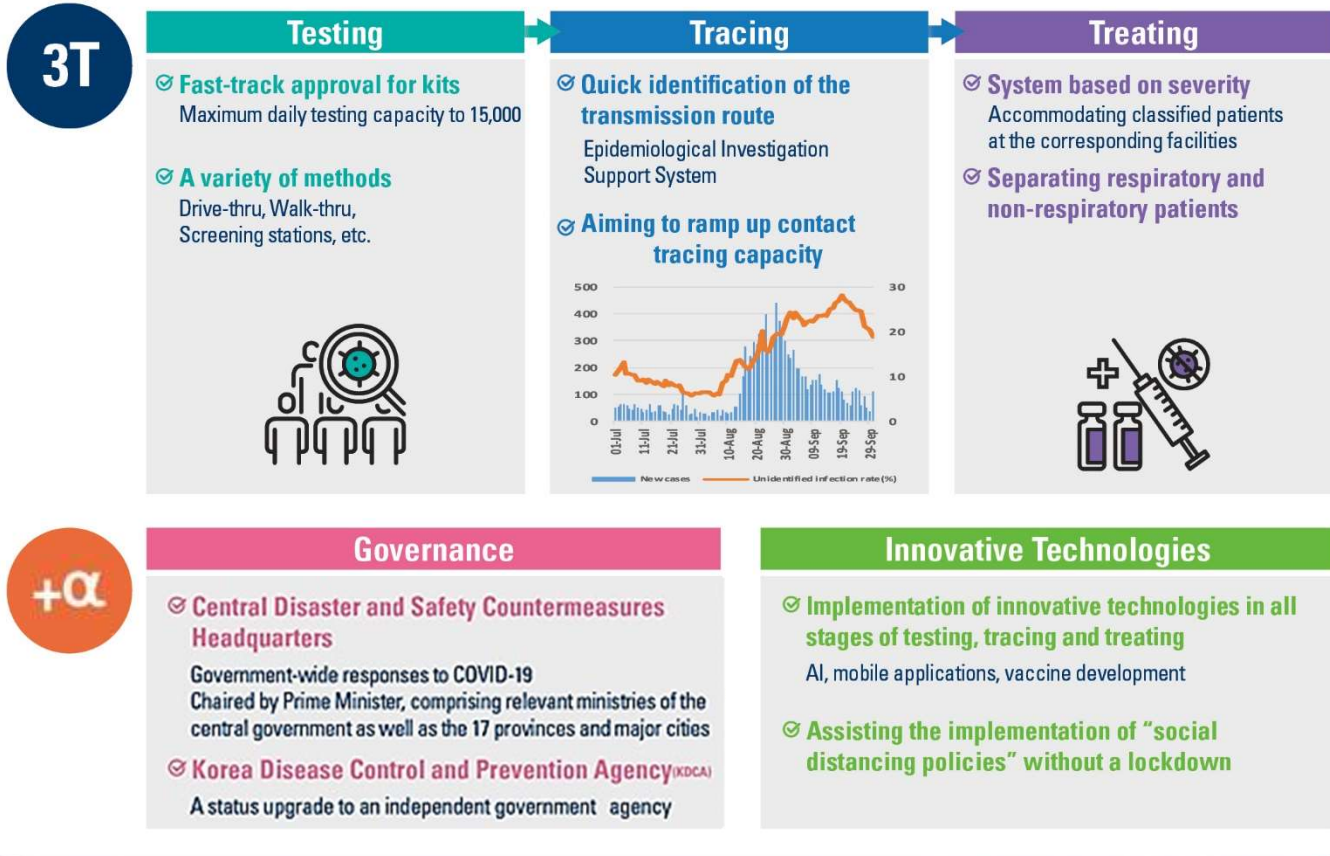 3T
Testing
Fast-track approval for kits
Maximum daily testing capacity to 15,000
A variety of methods
Drive-thru, Walk-thru,
Screening stations, etc.
Tracing
Quick identification of the
transmission route
Epidemiological Investigation
Support System
Aiming to ramp up contact
tracing capacity
500
400
300
200
100
0
30
20
10
0
01-Jul
11-Jul
21-Jul
31-Jul
10-Aug
20-Aug
30-Aug
09-Sep
19-Sep
29-Sep
New cases
Unidentified infection rate (%)
Treating
System based on severity
Accommodating classified patients
at the corresponding facilities
Separating respiratory and
non-respiratory patients
+α
Governance
Central Disaster and Safety Countermeasures
Headquarters
Government-wide responses to COVID-19
Chaired by Prime Minister, comprising relevant ministries of the
central government as well as the 17 provinces and major cities
Korea Disease Control and Prevention Agency(KDCA)
A status upgrade to an independent government agency
Innovative Technologies
Implementation of innovative technologies in all
stages of testing, tracing and treating
AI, mobile applications, vaccine development
Assisting the implementation of “social
distancing policies” without a lockdown